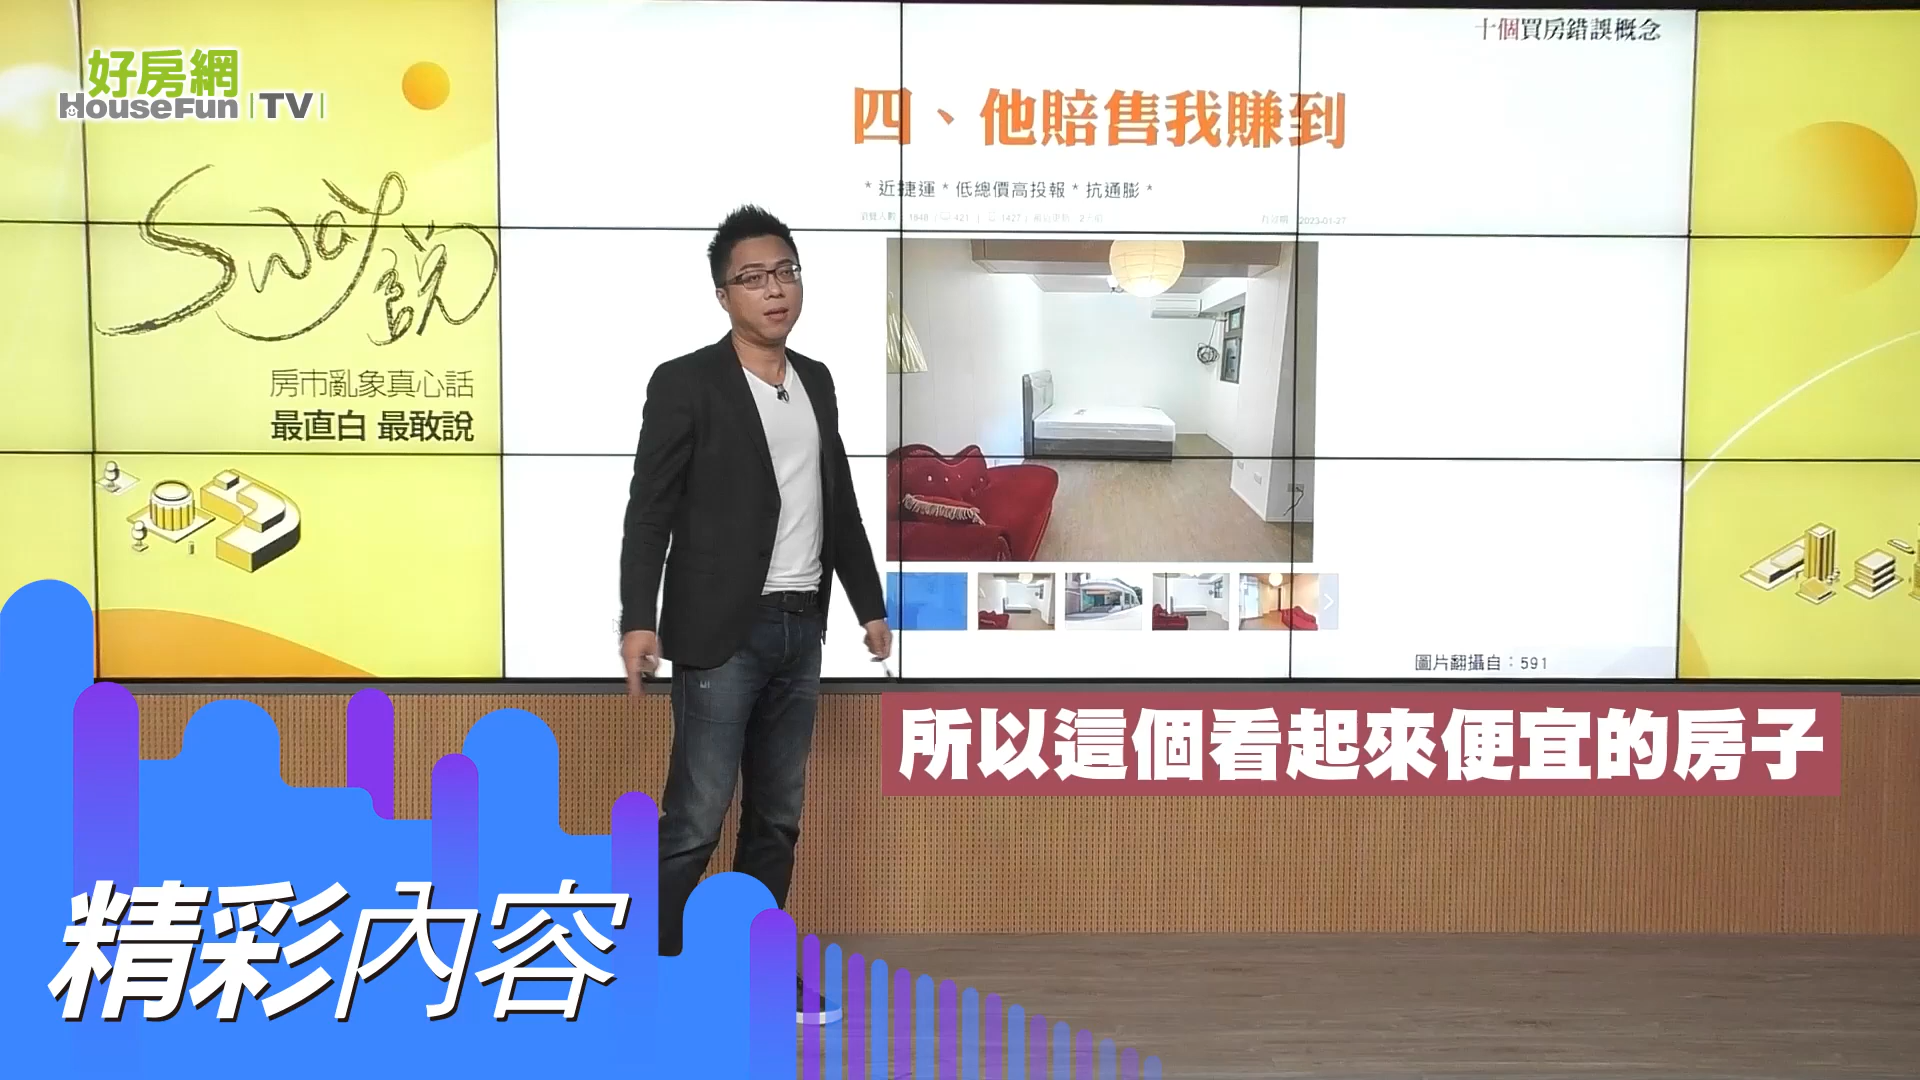 好房網
HouseFun TV
Sway說
房市亂象真心話
最直白 最敢說
十個買房錯誤概念
四、他賠售我賺到
* 近捷運 * 低總價高投報 * 抗通膨 *
2023-01-27
圖片翻攝自：591
所以這個看起來便宜的房子
精彩內容